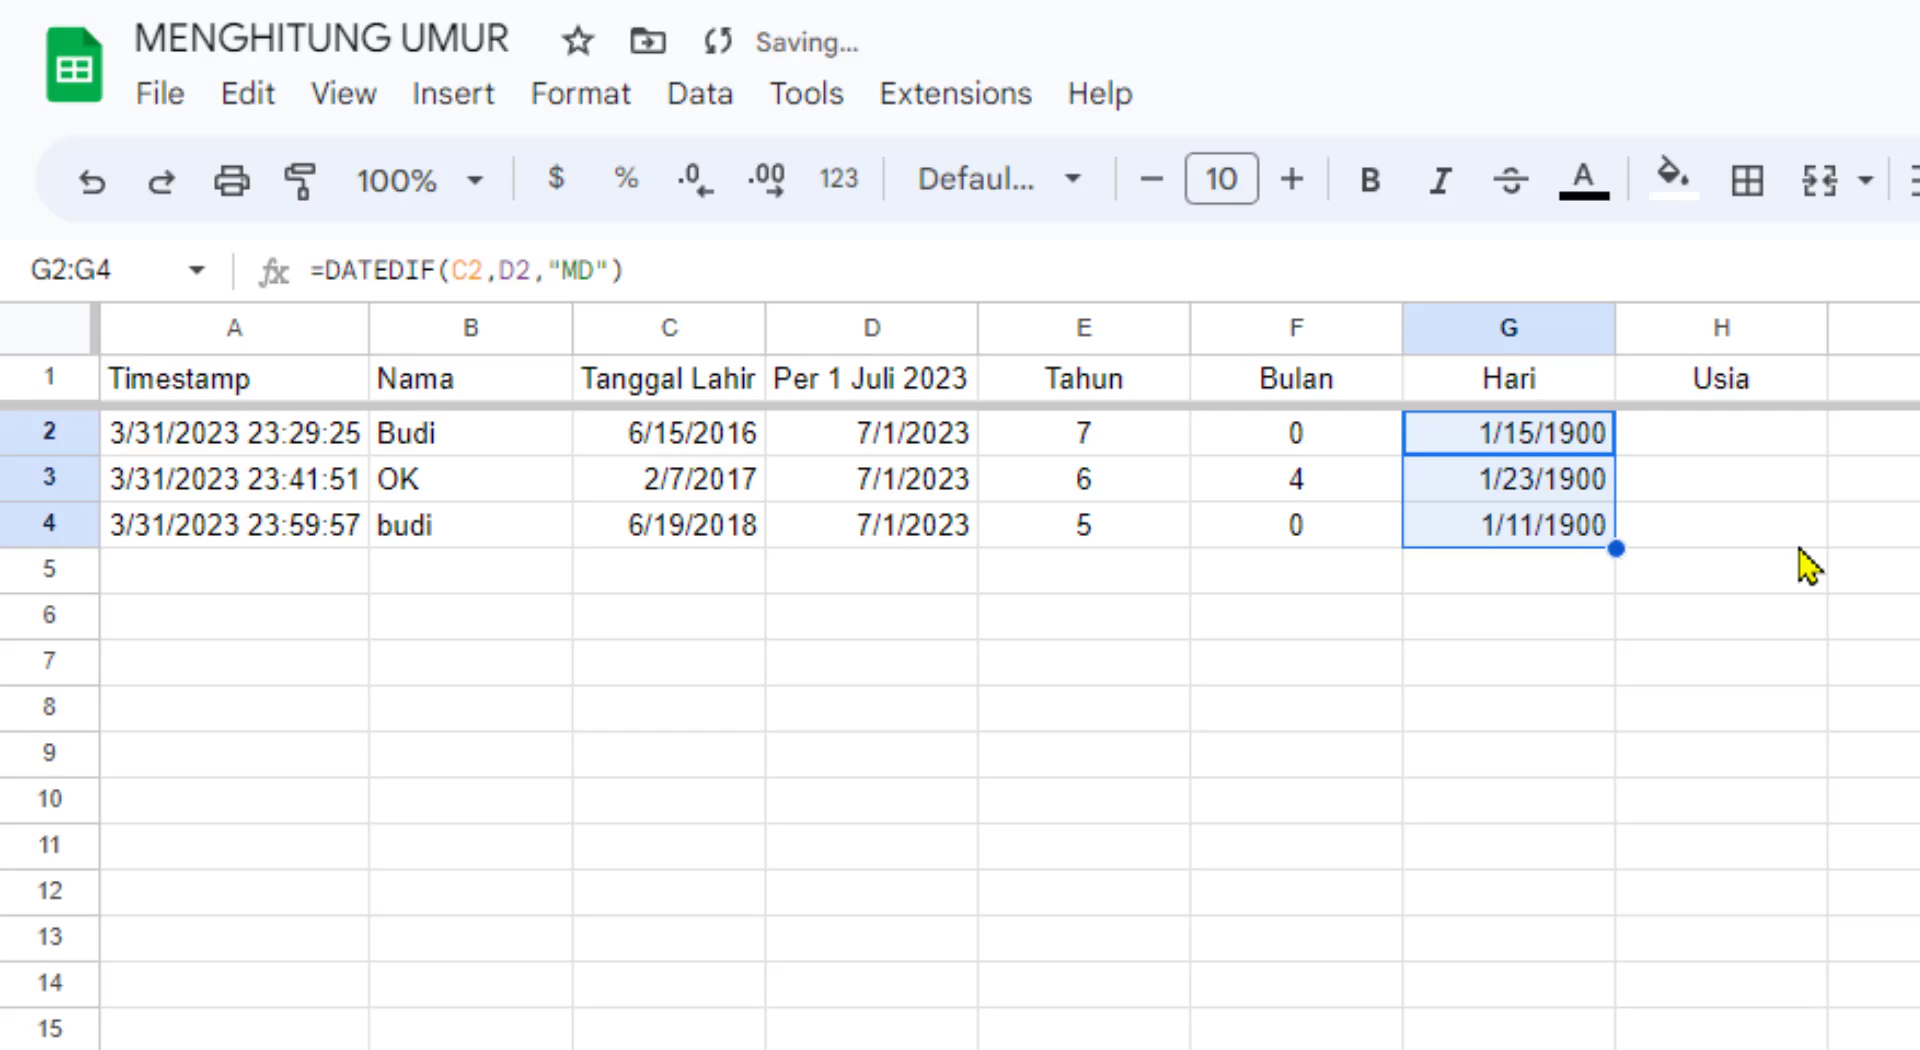 MENGHITUNG UMUR Saving...
File Edit View Insert Format Data Tools Extensions Help
100% $ % .0 .00 123 Defaul... 10 B I A
G2:G4 fx =DATEDIF(C2,D2,"MD")
A B C D E F G H
1 Timestamp Nama Tanggal Lahir Per 1 Juli 2023 Tahun Bulan Hari Usia
2 3/31/2023 23:29:25 Budi 6/15/2016 7/1/2023 7 0 1/15/1900
3 3/31/2023 23:41:51 OK 2/7/2017 7/1/2023 6 4 1/23/1900
4 3/31/2023 23:59:57 budi 6/19/2018 7/1/2023 5 0 1/11/1900
5
6
7
8
9
10
11
12
13
14
15